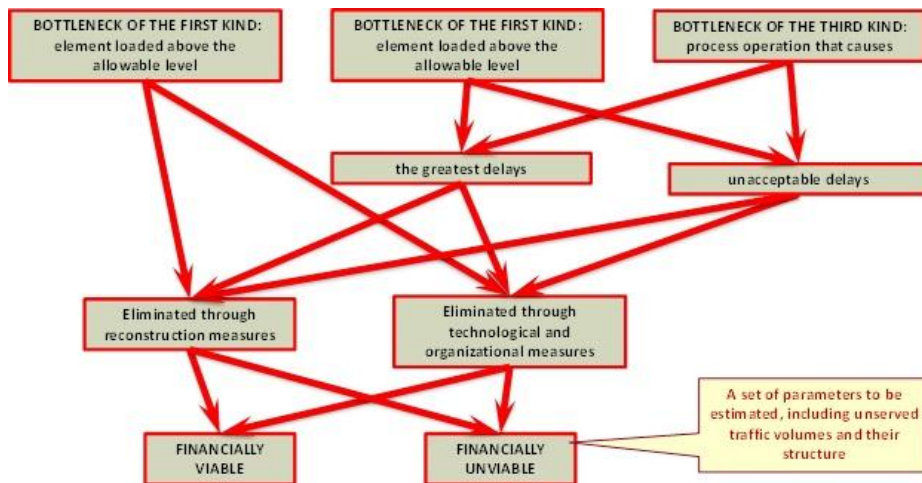 BOTTLENECK OF THE FIRST KIND:
element loaded above the
allowable level
BOTTLENECK OF THE FIRST KIND:
element loaded above the
allowable level
BOTTLENECK OF THE THIRD KIND:
process operation that causes
the greatest delays
unacceptable delays
Eliminated through
reconstruction measures
Eliminated through
technological and
organizational measures
A set of parameters to be
estimated, including unserved
traffic volumes and their
structure
FINANCIALLY
VIABLE
FINANCIALLY
UNVIABLE